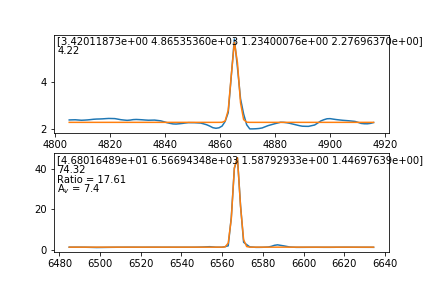 [3.42011873e+00 4.86535360e+03 1.23400076e+00 2.27696370e+00]
4.22
4
2
4800 4820 4840 4860 4880 4900 4920
[4.68016489e+01 6.56694348e+03 1.58792933e+00 1.44697639e+00]
74.32
Ratio = 17.61
Av = 7.4
40
20
0
6480 6500 6520 6540 6560 6580 6600 6620 6640